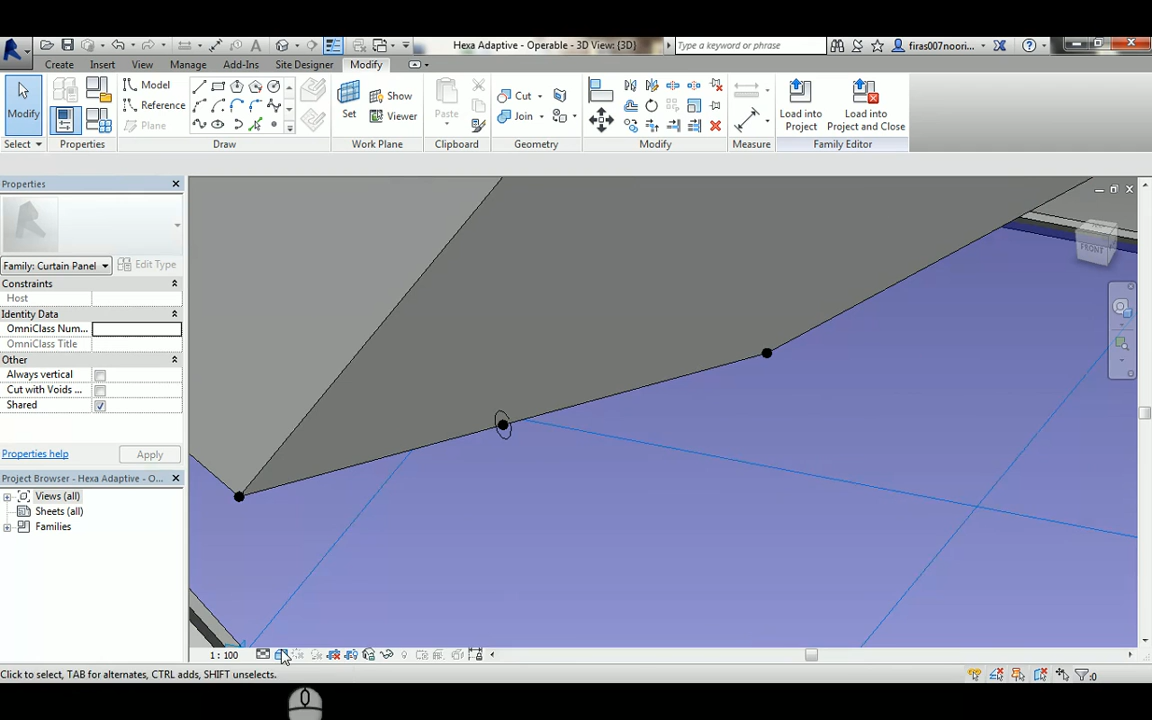 Hexa Adaptive - Operable - 3D View: {3D}
Type a keyword or phrase
firas007noori...
Create Insert View Manage Add-Ins Site Designer Modify
Modify
Select
Properties
Model
Reference
Plane
Draw
Set
Show
Viewer
Work Plane
Paste
Clipboard
Cut
Join
Geometry
Modify
Measure
Load into
Project
Load into
Project and Close
Family Editor
Properties
Family: Curtain Panel
Edit Type
Constraints
Host
Identity Data
OmniClass Num...
OmniClass Title
Other
Always vertical
Cut with Voids ...
Shared
Properties help
Apply
Project Browser - Hexa Adaptive - O...
Views (all)
Sheets (all)
Families
FRONT
1 : 100
Click to select, TAB for alternates, CTRL adds, SHIFT unselects.
:0